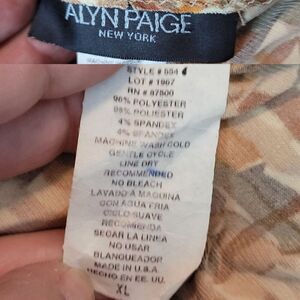 ALYN PAIGE
NEW YORK
STYLE # 554
LOT # 1967
RN # 87500
96% POLYESTER
96% POLIESTER
4% SPANDEX
4% SPANDEX
MACHINE WASH COLD
GENTLE CYCLE
LINE DRY
RECOMMENDED
NO BLEACH
LAVADO A MAQUINA
CON AGUA FRIA
CICLO SUAVE
RECOMENDA
SECAR LA LINEA
NO USAR
BLANQUEADOR
MADE IN U.S.A.
HECHO EN EE. UU.
XL